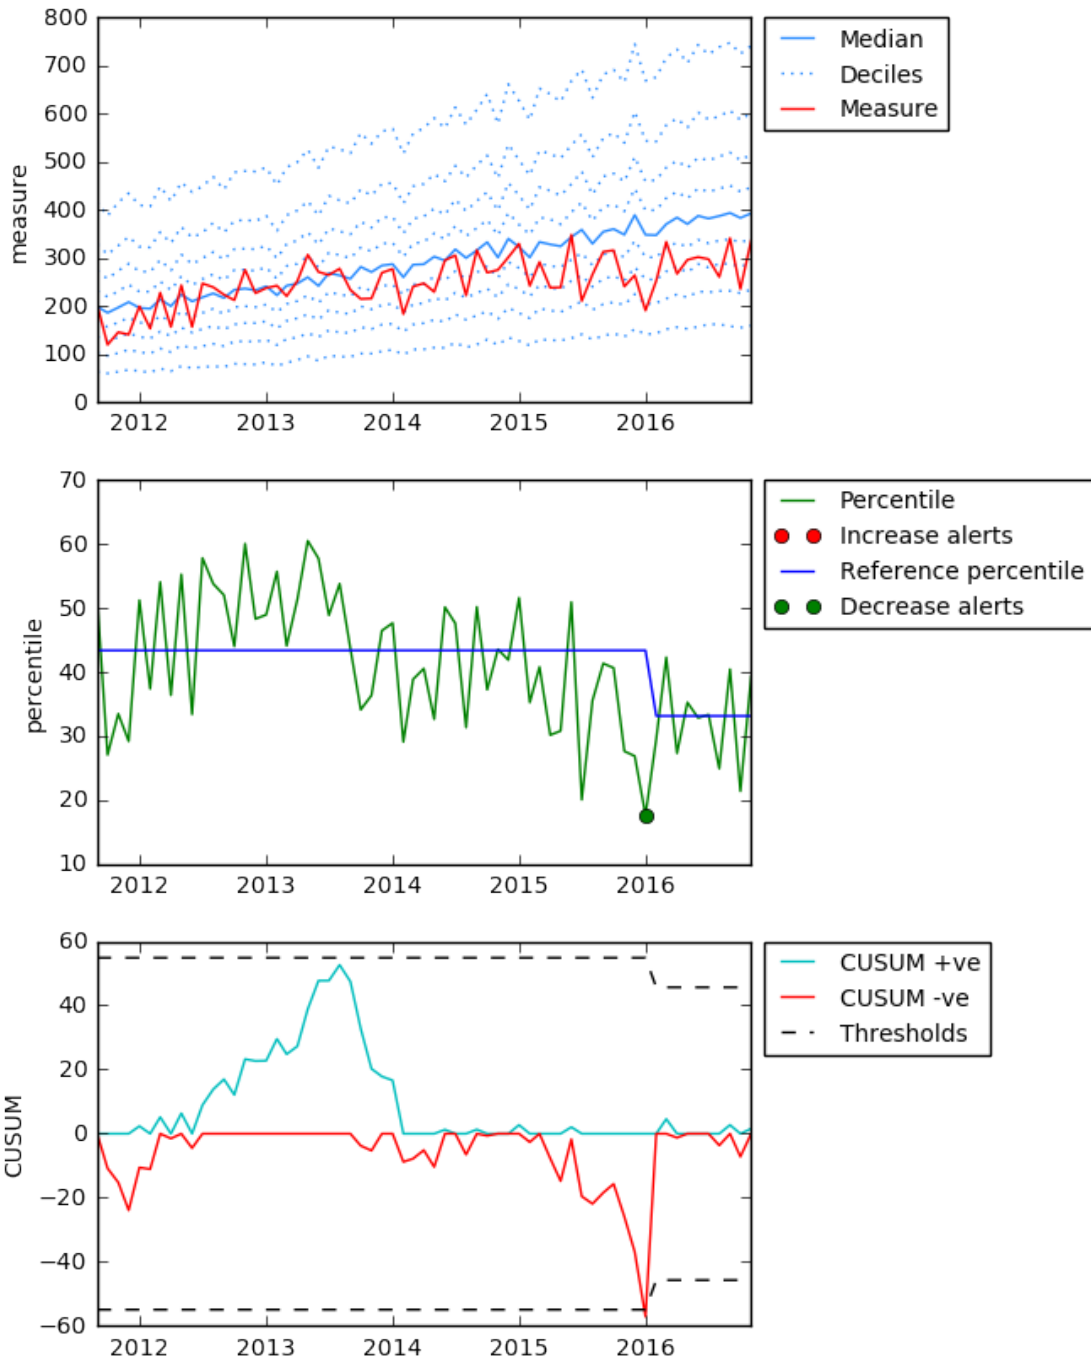 800
700
600
500
400
300
200
100
0
measure
2012 2013 2014 2015 2016
Median
Deciles
Measure
70
60
50
40
30
20
10
percentile
2012 2013 2014 2015 2016
Percentile
Increase alerts
Reference percentile
Decrease alerts
60
40
20
0
−20
−40
−60
CUSUM
2012 2013 2014 2015 2016
CUSUM +ve
CUSUM -ve
Thresholds